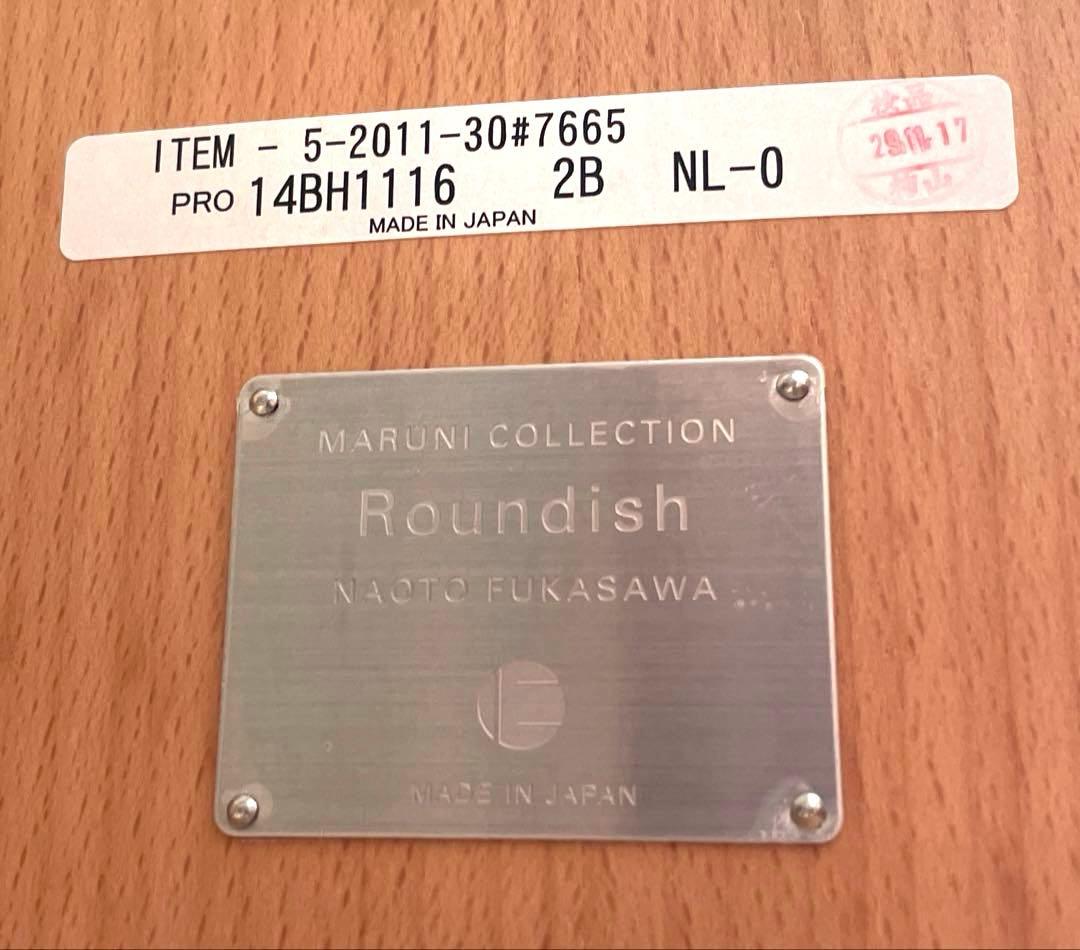 ITEM - 5-2011-30#7665
PRO 14BH1116 2B NL-0
MADE IN JAPAN
MARUNI COLLECTION
Roundish
NAOTO FUKASAWA
MADE IN JAPAN